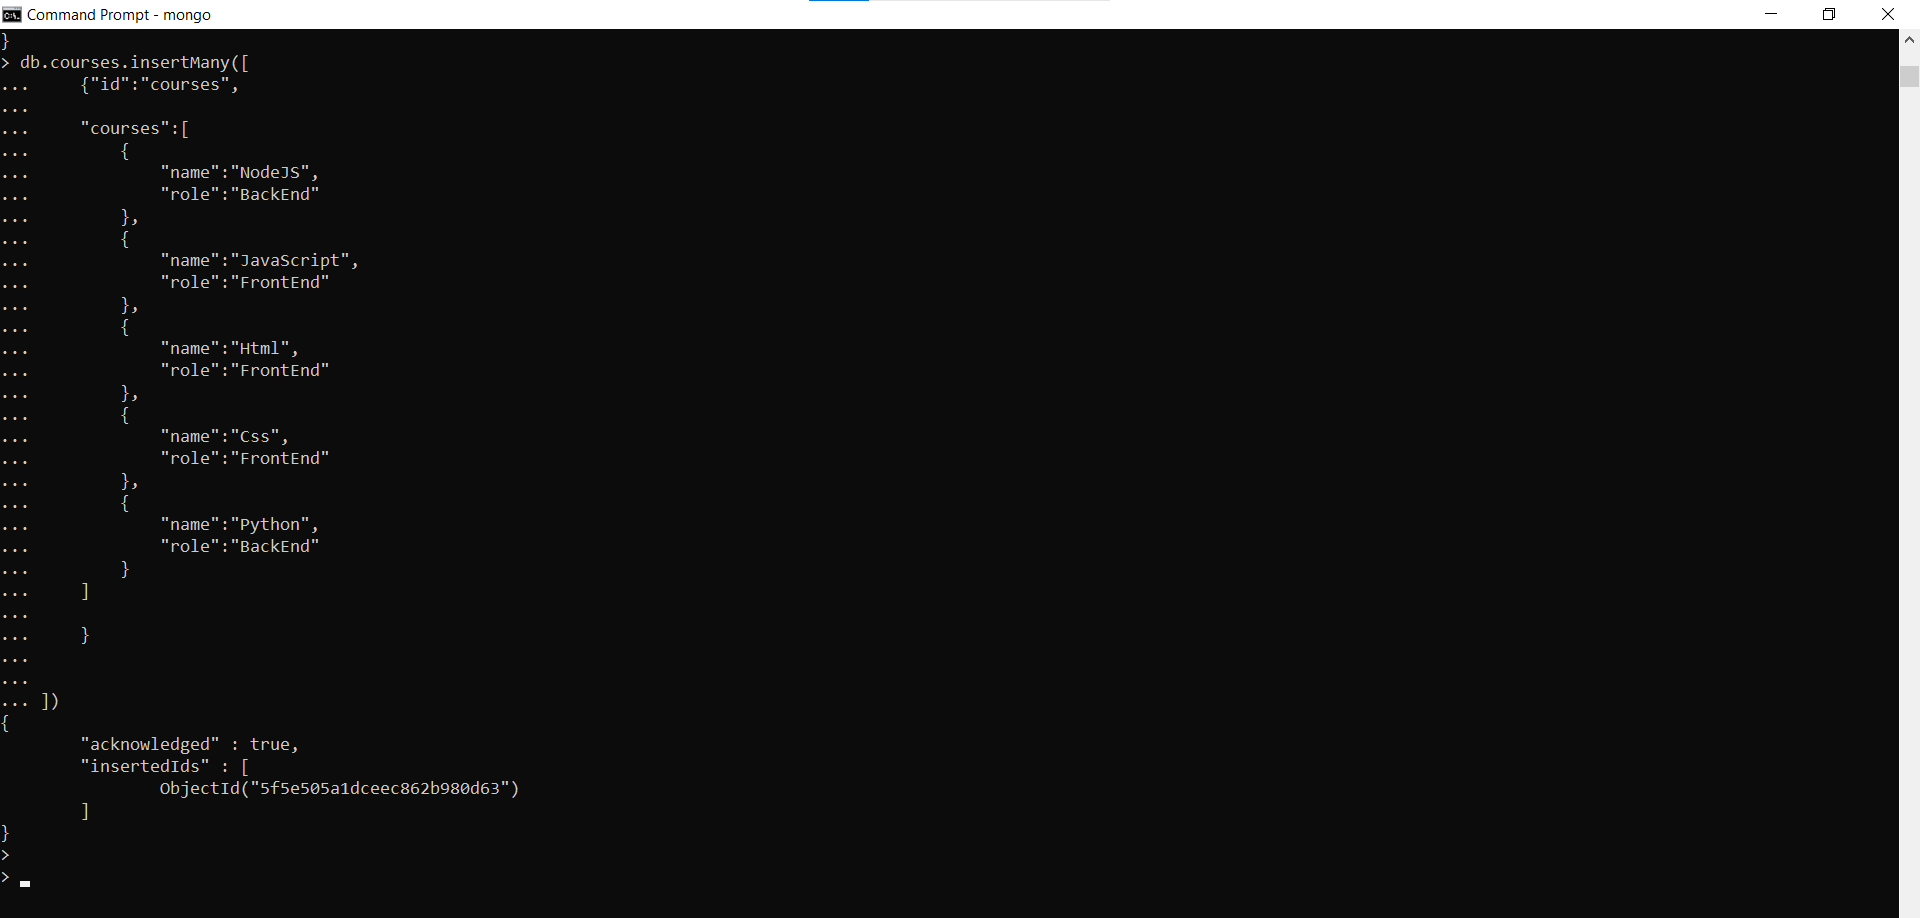 Command Prompt - mongo
}
> db.courses.insertMany([
...     {"id":"courses",
...
...     "courses":[
...         {
...             "name":"NodeJS",
...             "role":"BackEnd"
...         },
...         {
...             "name":"JavaScript",
...             "role":"FrontEnd"
...         },
...         {
...             "name":"Html",
...             "role":"FrontEnd"
...         },
...         {
...             "name":"Css",
...             "role":"FrontEnd"
...         },
...         {
...             "name":"Python",
...             "role":"BackEnd"
...         }
...     ]
...
...     }
...
...
... ])
{
        "acknowledged" : true,
        "insertedIds" : [
                ObjectId("5f5e505a1dceec862b980d63")
        ]
}
>
>